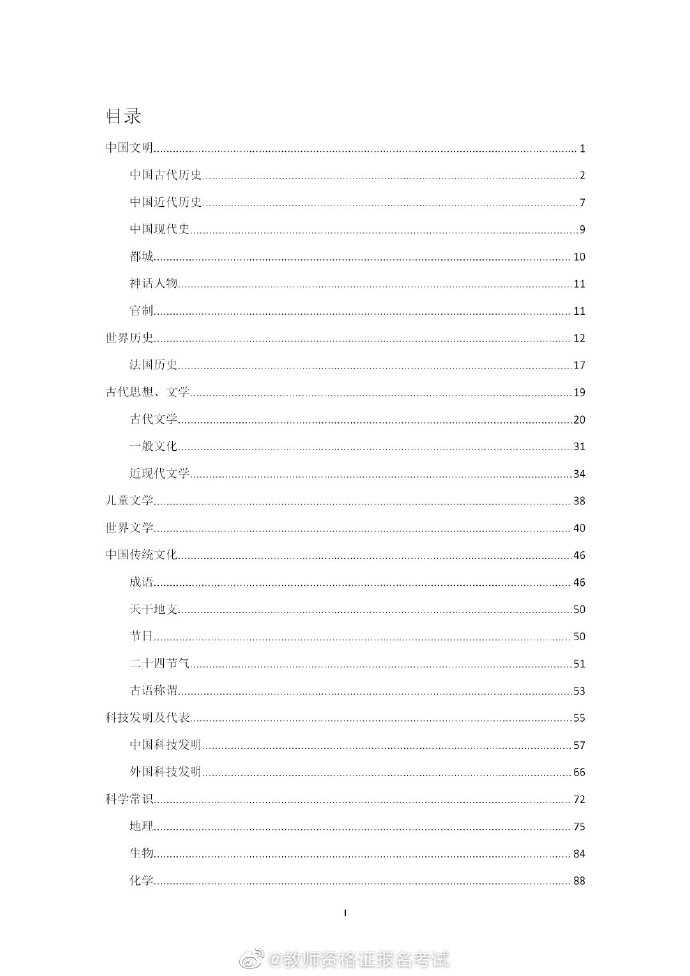 目录
中国文明 1
中国古代历史 2
中国近代历史 7
中国现代史 9
都城 10
神话人物 11
官制 11
世界历史 12
法国历史 17
古代思想、文学 19
古代文学 20
一般文化 31
近现代文学 34
儿童文学 38
世界文学 40
中国传统文化 46
成语 46
天干地支 50
节日 50
二十四节气 51
古语称谓 53
科技发明及代表 55
中国科技发明 57
外国科技发明 66
科学常识 72
地理 75
生物 84
化学 88
I
@教师资格证报名考试